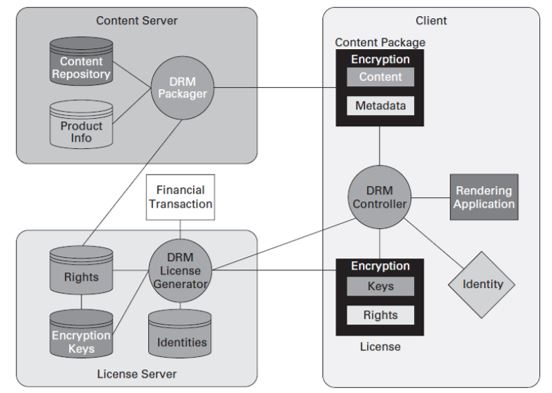 Content Server
Content
Repository
Product
Info
DRM
Packager
Client
Content Package
Encryption
Content
Metadata
Financial
Transaction
DRM
Controller
Rendering
Application
Identity
Rights
Encryption
Keys
DRM
License
Generator
Identities
License Server
Encryption
Keys
Rights
License